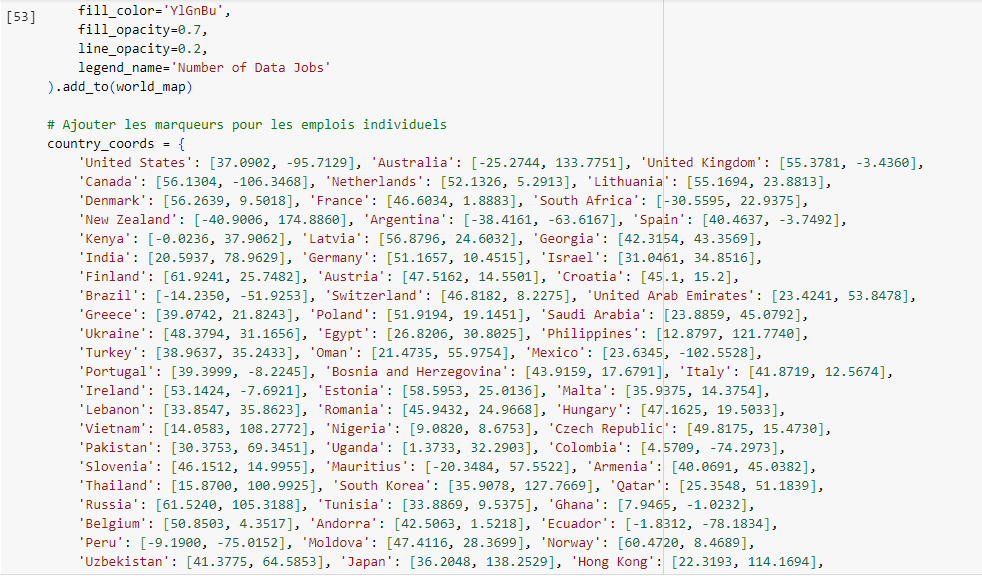 [53]
fill_color='YlGnBu',
fill_opacity=0.7,
line_opacity=0.2,
legend_name='Number of Data Jobs'
).add_to(world_map)
# Ajouter les marqueurs pour les emplois individuels
country_coords = {
'United States': [37.0902, -95.7129], 'Australia': [-25.2744, 133.7751], 'United Kingdom': [55.3781, -3.4360],
'Canada': [56.1304, -106.3468], 'Netherlands': [52.1326, 5.2913], 'Lithuania': [55.1694, 23.8813],
'Denmark': [56.2639, 9.5018], 'France': [46.6034, 1.8883], 'South Africa': [-30.5595, 22.9375],
'New Zealand': [-40.9006, 174.8860], 'Argentina': [-38.4161, -63.6167], 'Spain': [40.4637, -3.7492],
'Kenya': [-0.0236, 37.9062], 'Latvia': [56.8796, 24.6032], 'Georgia': [42.3154, 43.3569],
'India': [20.5937, 78.9629], 'Germany': [51.1657, 10.4515], 'Israel': [31.0461, 34.8516],
'Finland': [61.9241, 25.7482], 'Austria': [47.5162, 14.5501], 'Croatia': [45.1, 15.2],
'Brazil': [-14.2350, -51.9253], 'Switzerland': [46.8182, 8.2275], 'United Arab Emirates': [23.4241, 53.8478],
'Greece': [39.0742, 21.8243], 'Poland': [51.9194, 19.1451], 'Saudi Arabia': [23.8859, 45.0792],
'Ukraine': [48.3794, 31.1656], 'Egypt': [26.8206, 30.8025], 'Philippines': [12.8797, 121.7740],
'Turkey': [38.9637, 35.2433], 'Oman': [21.4735, 55.9754], 'Mexico': [23.6345, -102.5528],
'Portugal': [39.3999, -8.2245], 'Bosnia and Herzegovina': [43.9159, 17.6791], 'Italy': [41.8719, 12.5674],
'Ireland': [53.1424, -7.6921], 'Estonia': [58.5953, 25.0136], 'Malta': [35.9375, 14.3754],
'Lebanon': [33.8547, 35.8623], 'Romania': [45.9432, 24.9668], 'Hungary': [47.1625, 19.5033],
'Vietnam': [14.0583, 108.2772], 'Nigeria': [9.0820, 8.6753], 'Czech Republic': [49.8175, 15.4730],
'Pakistan': [30.3753, 69.3451], 'Uganda': [1.3733, 32.2903], 'Colombia': [4.5709, -74.2973],
'Slovenia': [46.1512, 14.9955], 'Mauritius': [-20.3484, 57.5522], 'Armenia': [40.0691, 45.0382],
'Thailand': [15.8700, 100.9925], 'South Korea': [35.9078, 127.7669], 'Qatar': [25.3548, 51.1839],
'Russia': [61.5240, 105.3188], 'Tunisia': [33.8869, 9.5375], 'Ghana': [7.9465, -1.0232],
'Belgium': [50.8503, 4.3517], 'Andorra': [42.5063, 1.5218], 'Ecuador': [-1.8312, -78.1834],
'Peru': [-9.1900, -75.0152], 'Moldova': [47.4116, 28.3699], 'Norway': [60.4720, 8.4689],
'Uzbekistan': [41.3775, 64.5853], 'Japan': [36.2048, 138.2529], 'Hong Kong': [22.3193, 114.1694],